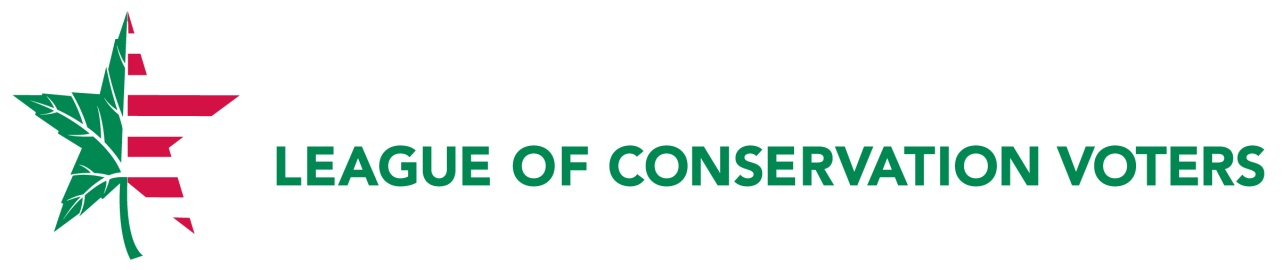 LEAGUE OF CONSERVATION VOTERS